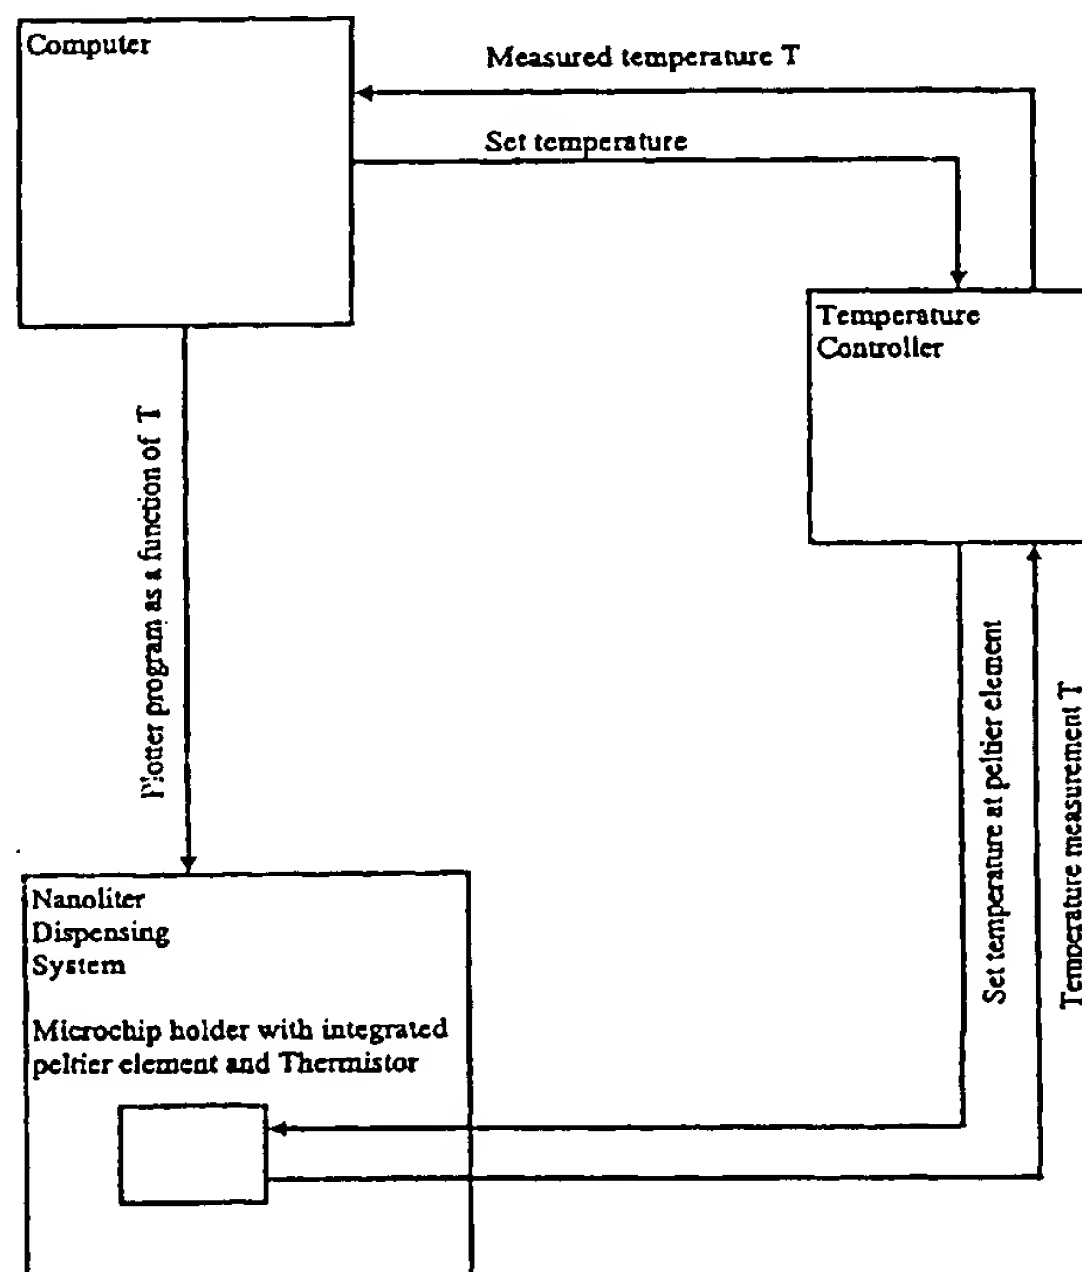 Computer
Measured temperature T
Set temperature
Temperature
Controller
Plotter program as a function of T
Set temperature at peltier element
Temperature measurement T
Nanoliter
Dispensing
System
Microchip holder with integrated
peltier element and Thermistor